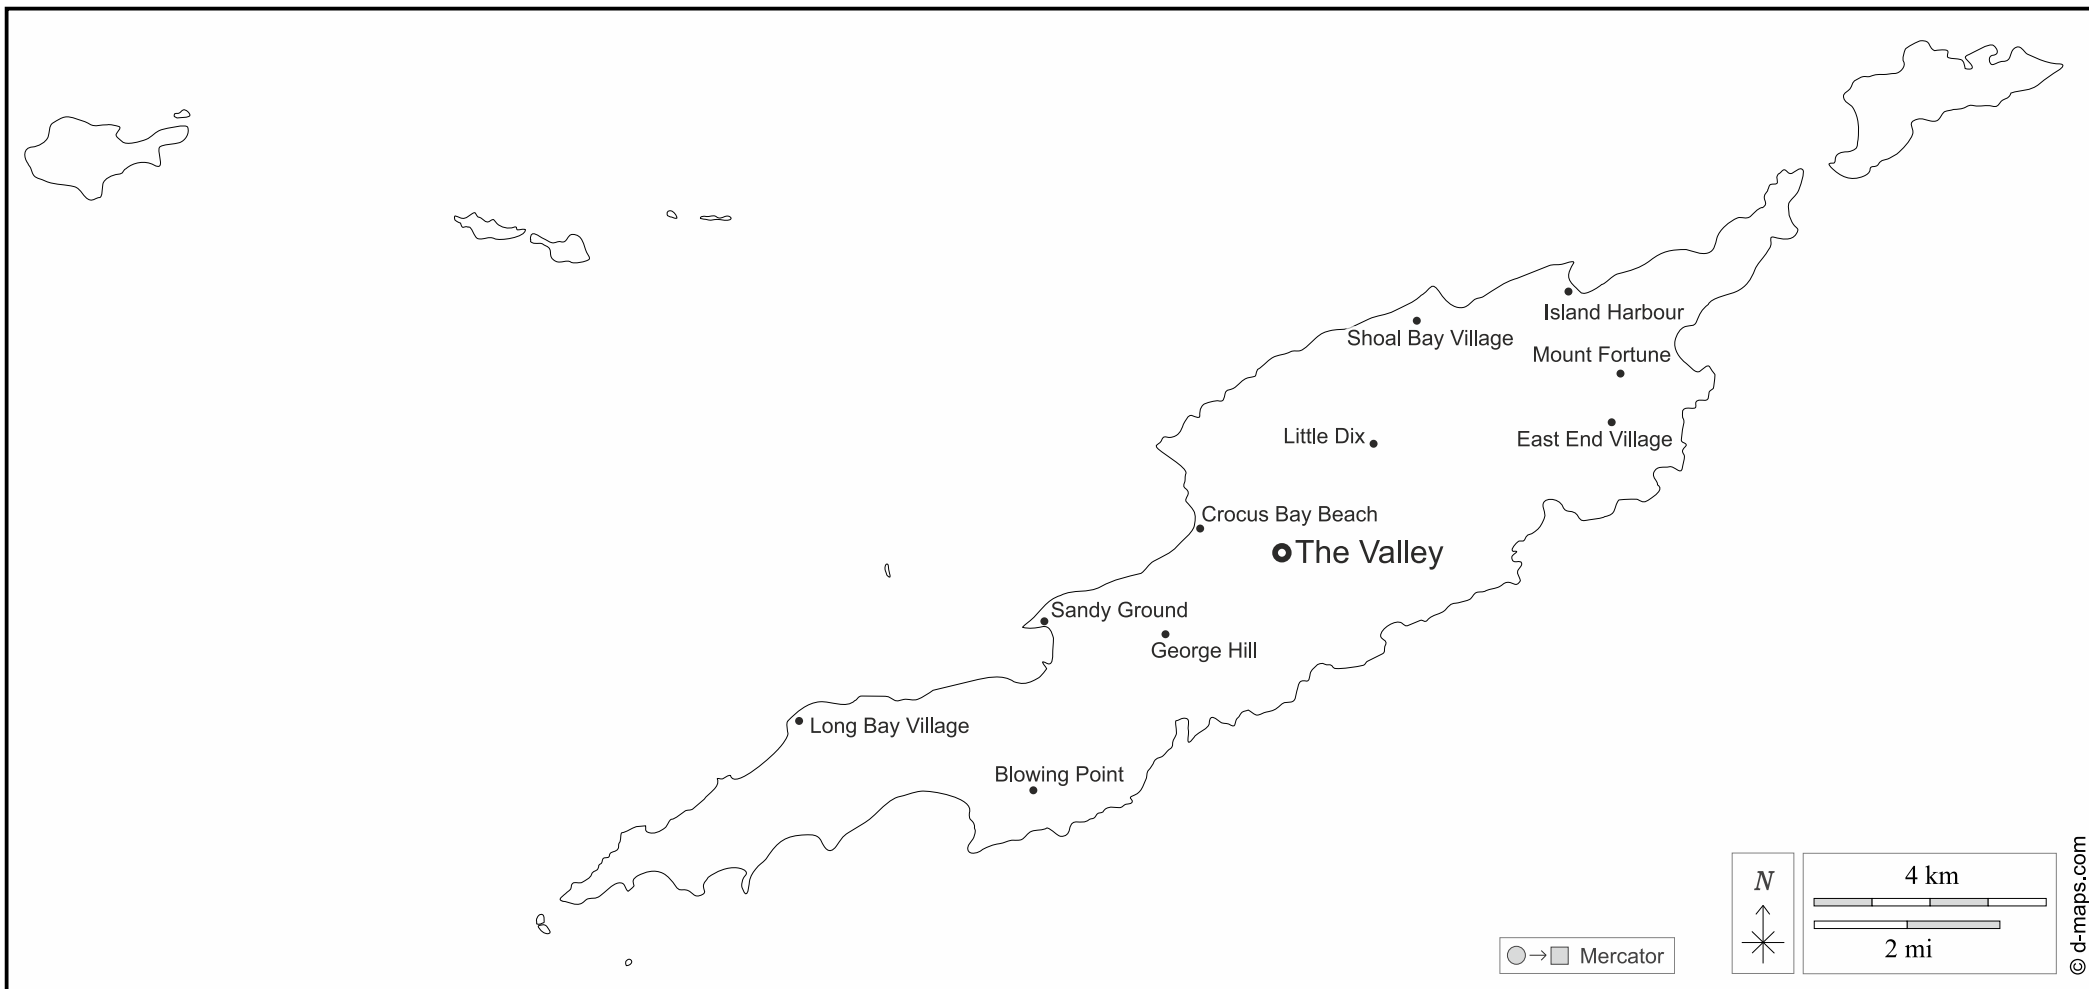 Island Harbour
Shoal Bay Village
Mount Fortune
Little Dix
East End Village
Crocus Bay Beach
The Valley
Sandy Ground
George Hill
Long Bay Village
Blowing Point
N
4 km
2 mi
Mercator
© d-maps.com